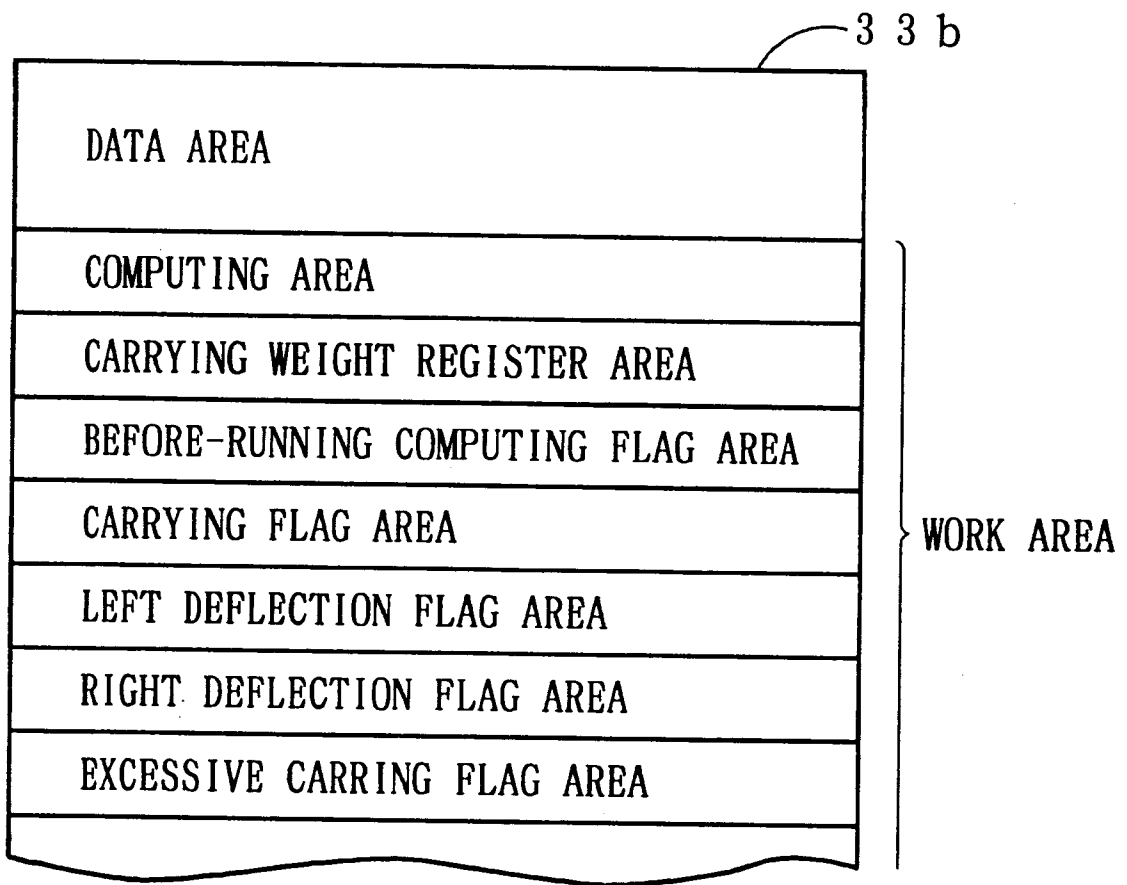 33b
DATA AREA
COMPUTING AREA
CARRYING WEIGHT REGISTER AREA
BEFORE-RUNNING COMPUTING FLAG AREA
CARRYING FLAG AREA
WORK AREA
LEFT DEFLECTION FLAG AREA
RIGHT DEFLECTION FLAG AREA
EXCESSIVE CARRING FLAG AREA